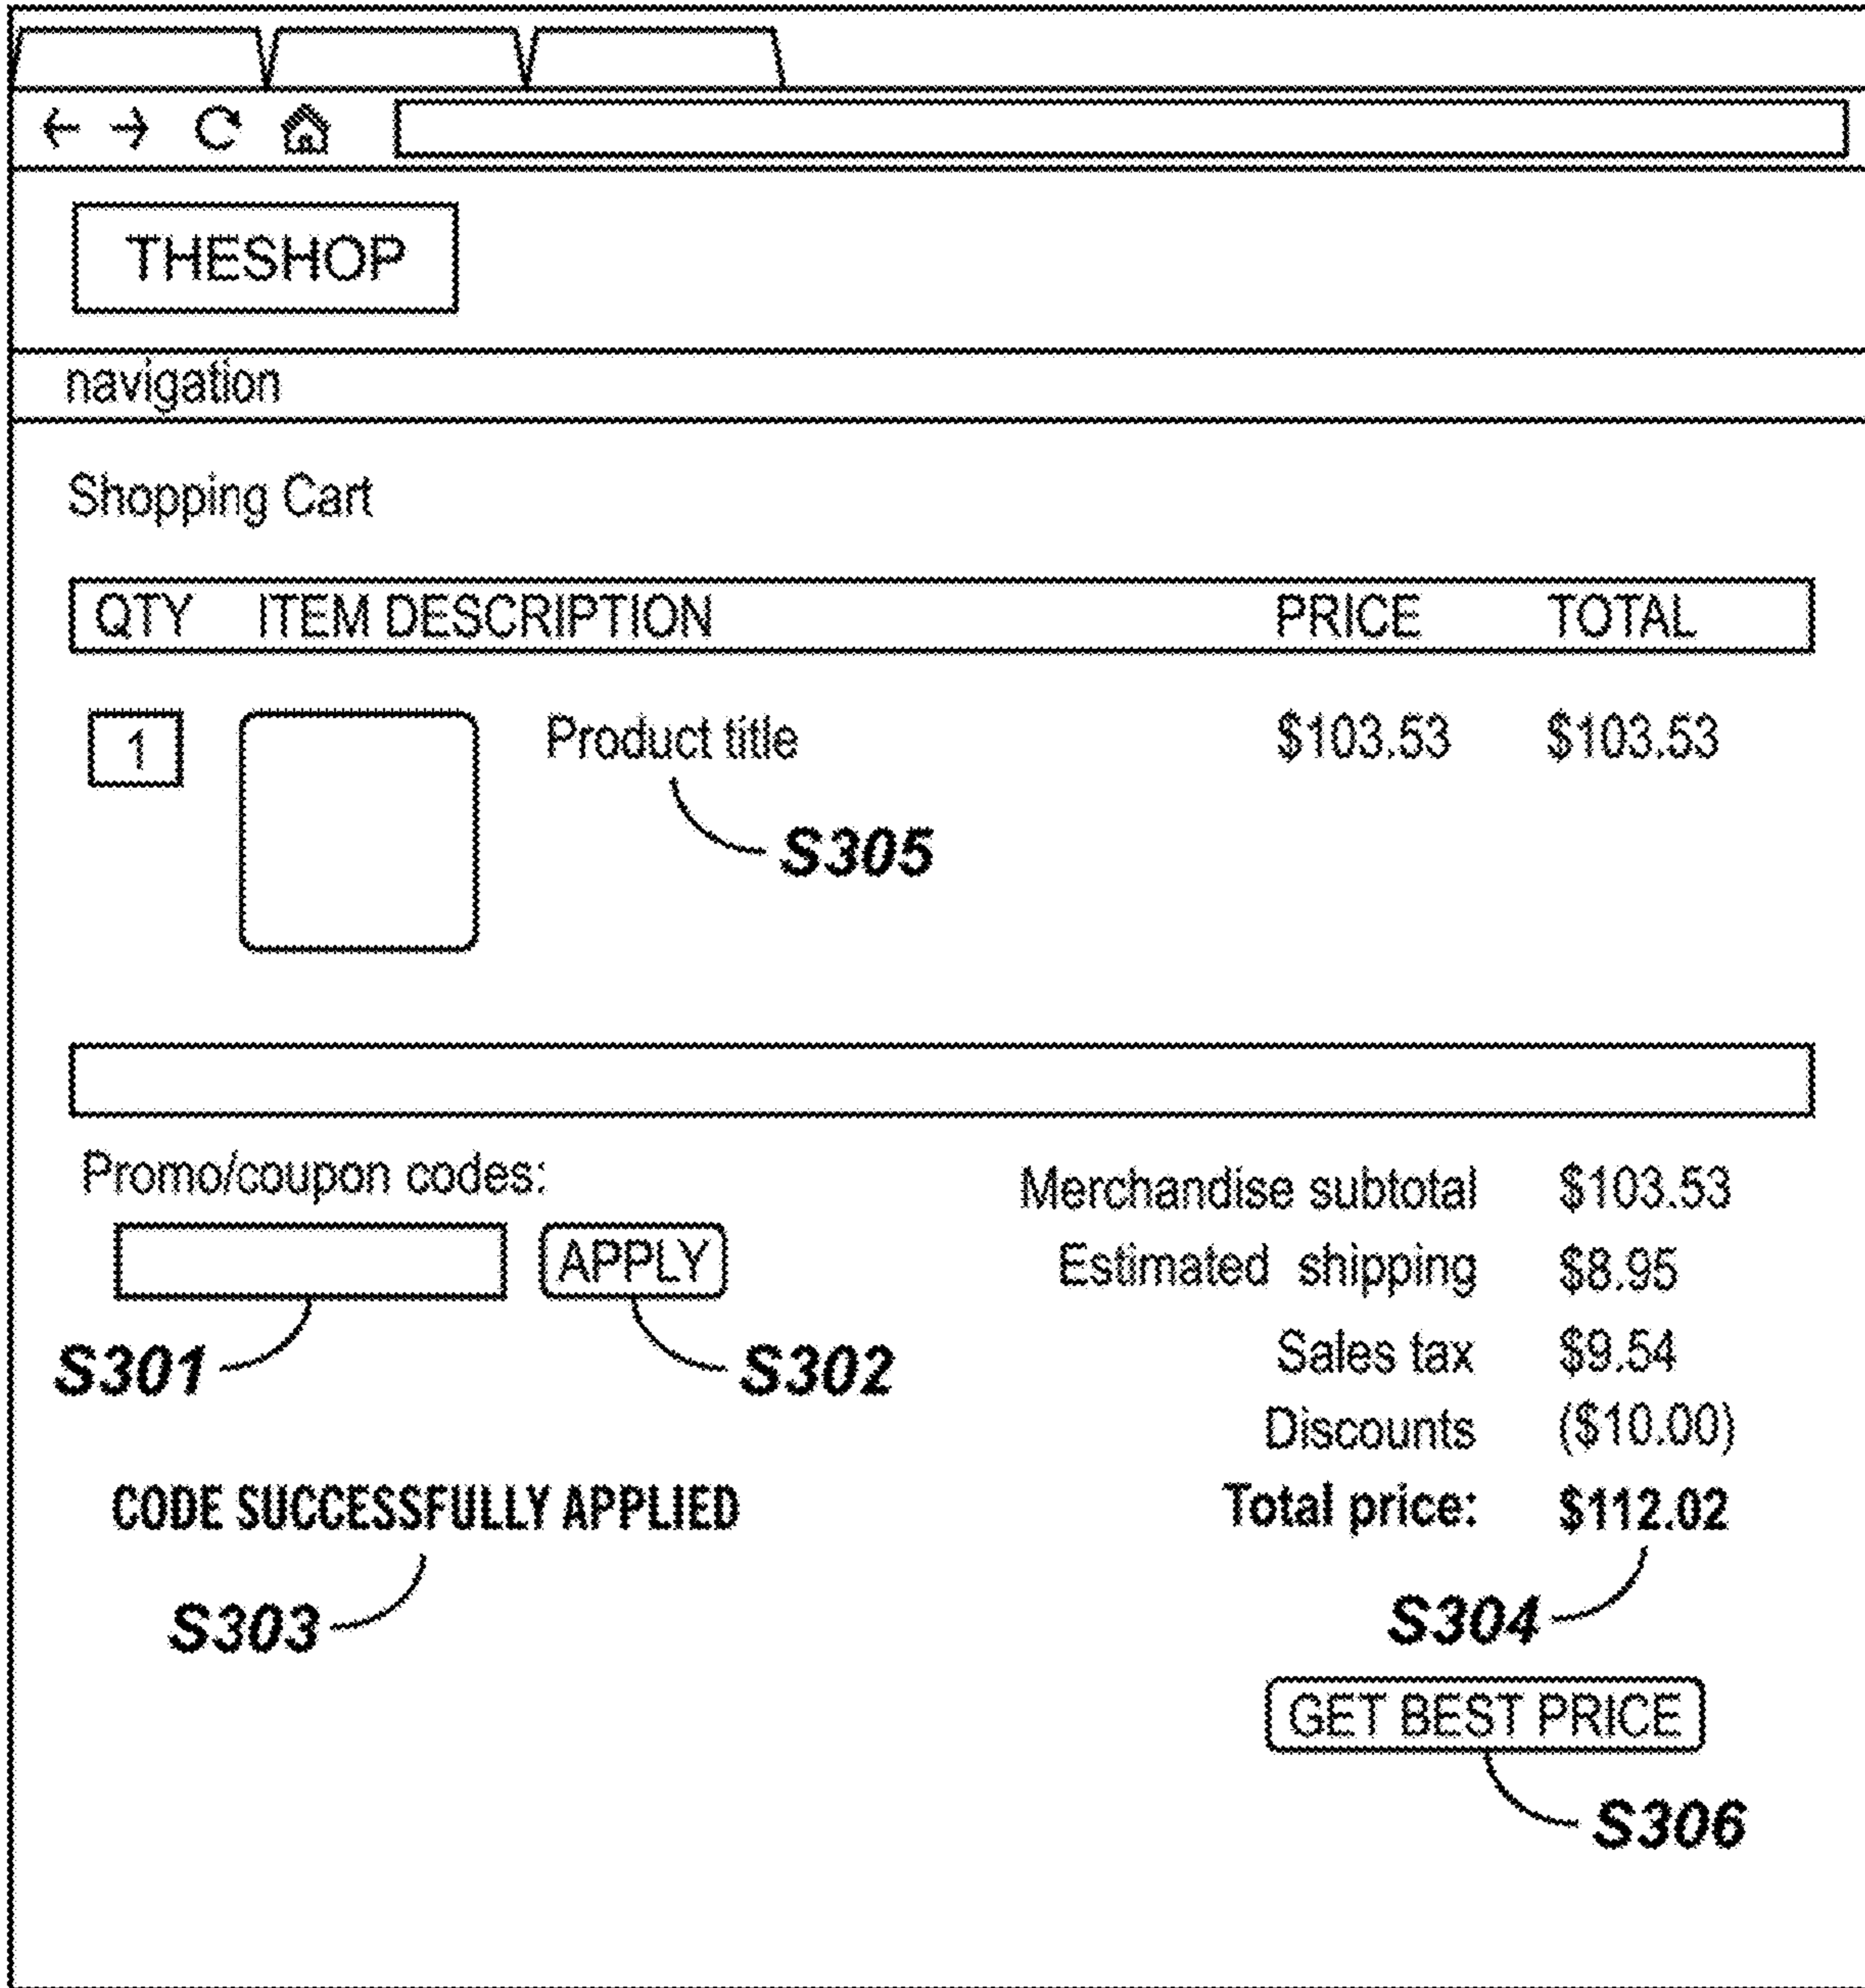 THESHOP
navigation
Shopping Cart
QTY ITEM DESCRIPTION PRICE TOTAL
1 Product title $103.53 $103.53
S305
Promo/coupon codes:
APPLY
S301 S302
CODE SUCCESSFULLY APPLIED
S303
Merchandise subtotal $103.53
Estimated shipping $8.95
Sales tax $9.54
Discounts ($10.00)
Total price: $112.02
S304
GET BEST PRICE
S306